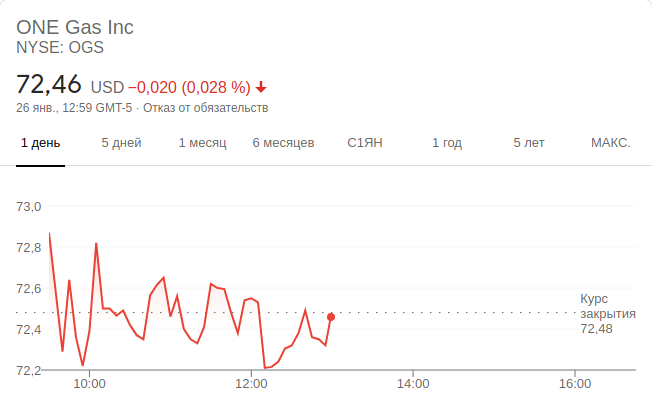 ONE Gas Inc
NYSE: OGS
72,46 USD −0,020 (0,028 %)
26 янв., 12:59 GMT-5 · Отказ от обязательств
1 день 5 дней 1 месяц 6 месяцев С1ЯН 1 год 5 лет МАКС.
73,0
72,8
72,6
Курс
закрытия
72,48
72,4
72,2
10:00 12:00 14:00 16:00